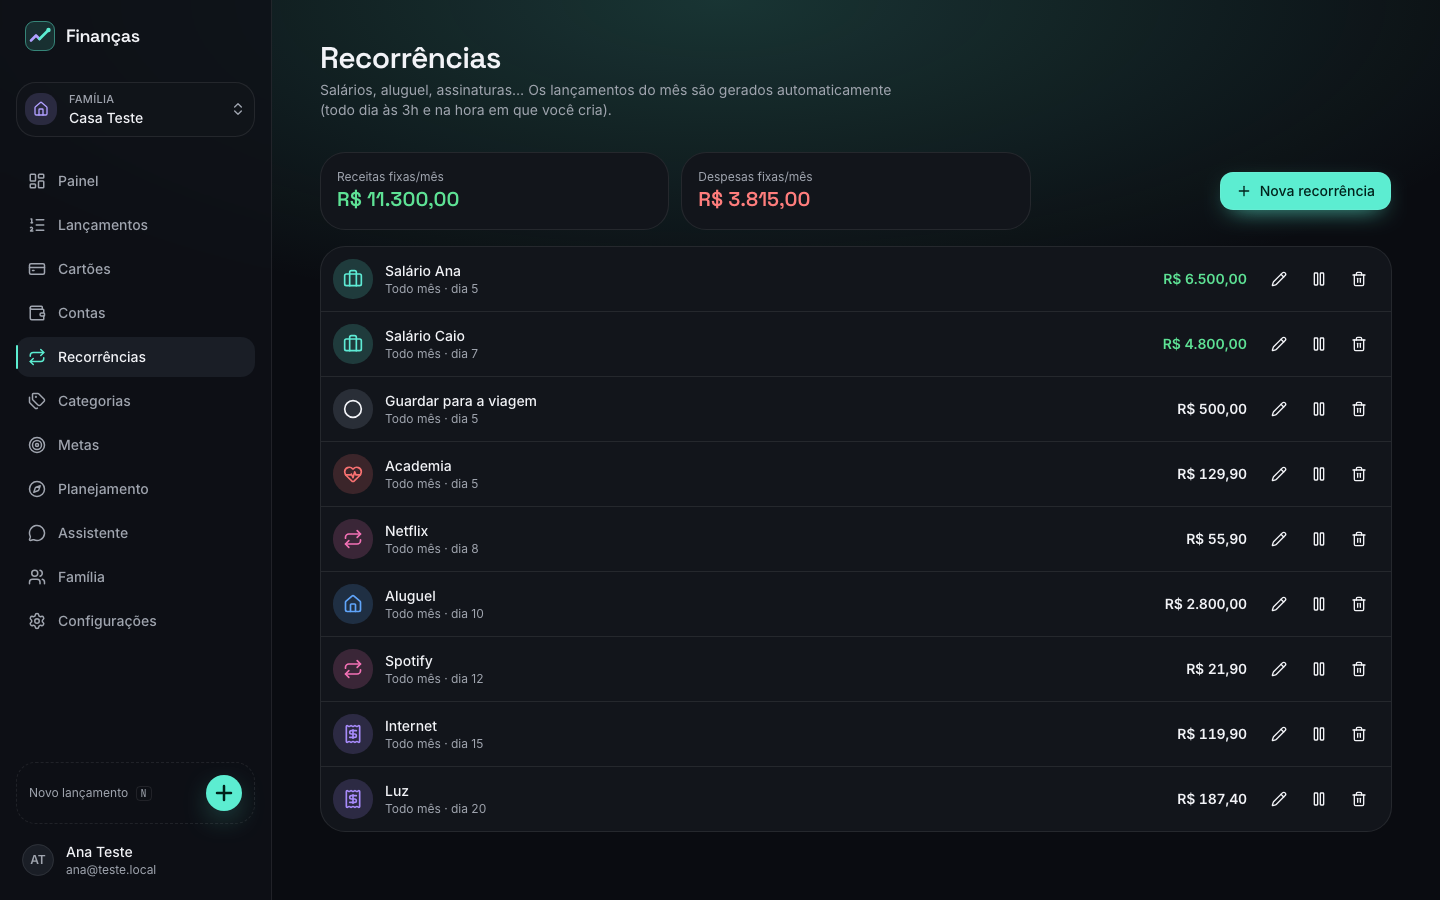 Finanças
FAMÍLIA
Casa Teste
Painel
Lançamentos
Cartões
Contas
Recorrências
Categorias
Metas
Planejamento
Assistente
Família
Configurações
Novo lançamento N
AT
Ana Teste
ana@teste.local
Recorrências
Salários, aluguel, assinaturas... Os lançamentos do mês são gerados automaticamente
(todo dia às 3h e na hora em que você cria).
Receitas fixas/mês
R$ 11.300,00
Despesas fixas/mês
R$ 3.815,00
Nova recorrência
Salário Ana
Todo mês · dia 5
R$ 6.500,00
Salário Caio
Todo mês · dia 7
R$ 4.800,00
Guardar para a viagem
Todo mês · dia 5
R$ 500,00
Academia
Todo mês · dia 5
R$ 129,90
Netflix
Todo mês · dia 8
R$ 55,90
Aluguel
Todo mês · dia 10
R$ 2.800,00
Spotify
Todo mês · dia 12
R$ 21,90
Internet
Todo mês · dia 15
R$ 119,90
Luz
Todo mês · dia 20
R$ 187,40